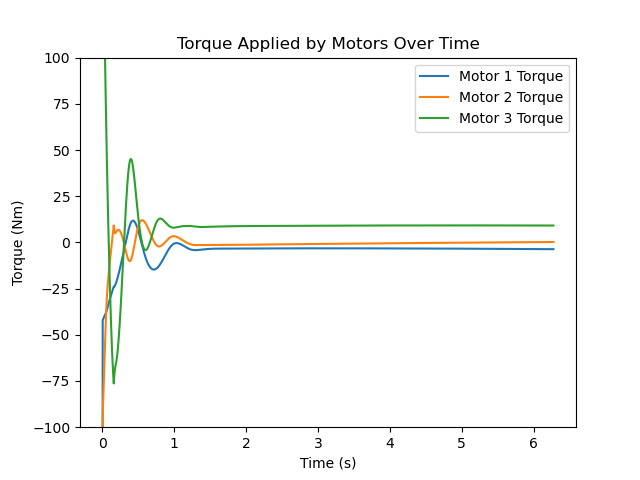 Torque Applied by Motors Over Time
Motor 1 Torque
Motor 2 Torque
Motor 3 Torque
Torque (Nm)
100
75
50
25
0
−25
−50
−75
−100
0 1 2 3 4 5 6
Time (s)